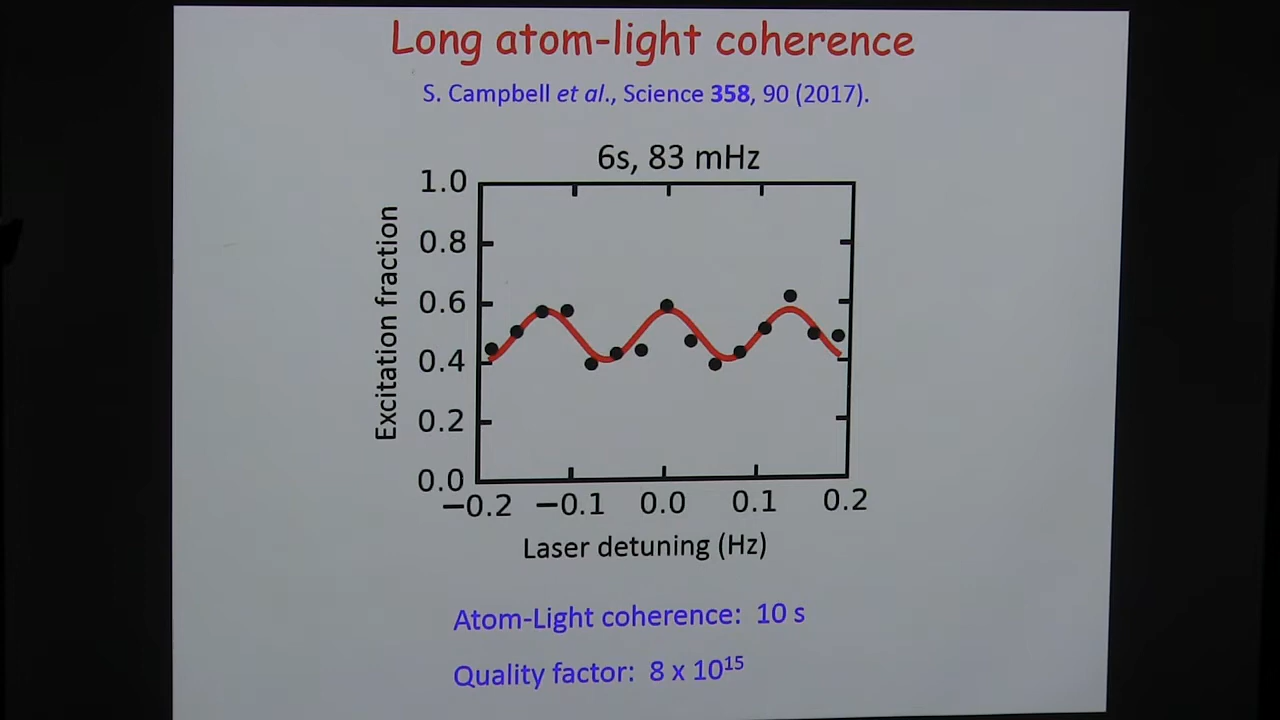 Long atom-light coherence
S. Campbell et al., Science 358, 90 (2017).
6s, 83 mHz
1.0
0.8
0.6
0.4
0.2
0.0
Excitation fraction
−0.2 −0.1 0.0 0.1 0.2
Laser detuning (Hz)
Atom-Light coherence: 10 s
Quality factor: 8 x 10¹⁵